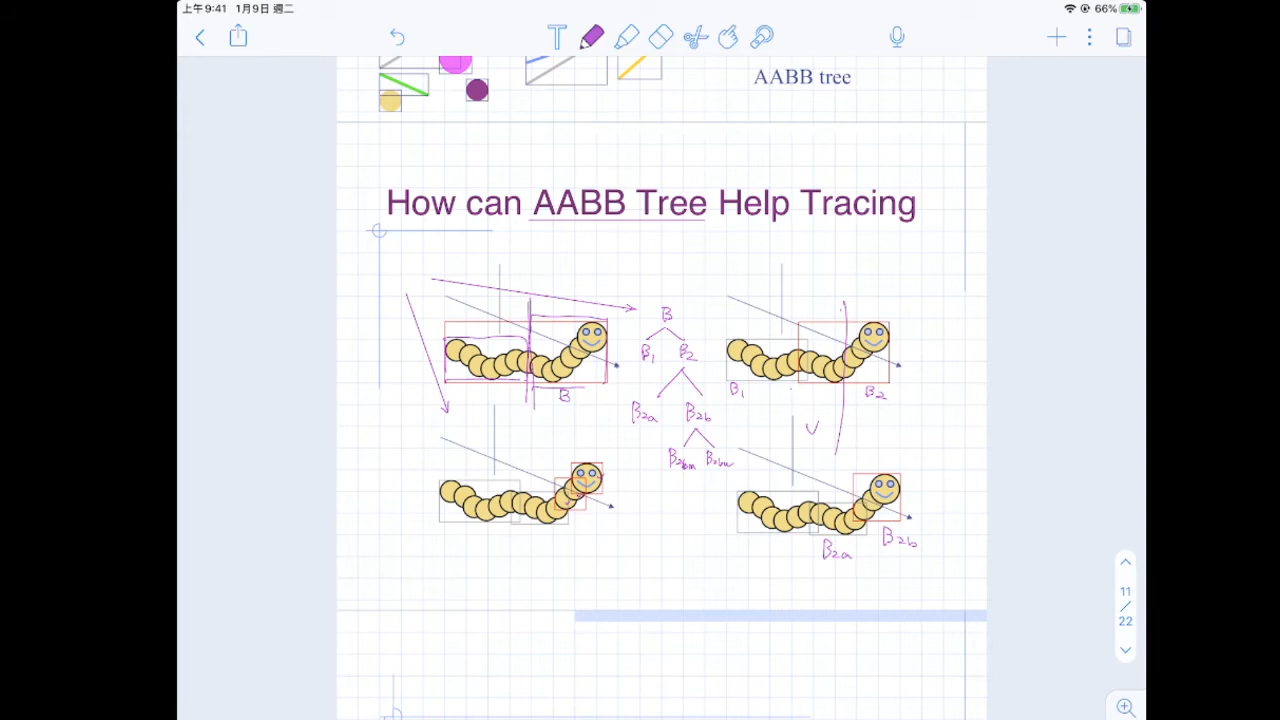 上午9:41 1月9日 週二
66%
T
AABB tree
How can AABB Tree Help Tracing
B
B1 B2
B
B1
B2
B2a B2b
B2bm
B2a
B2b
11
/
22